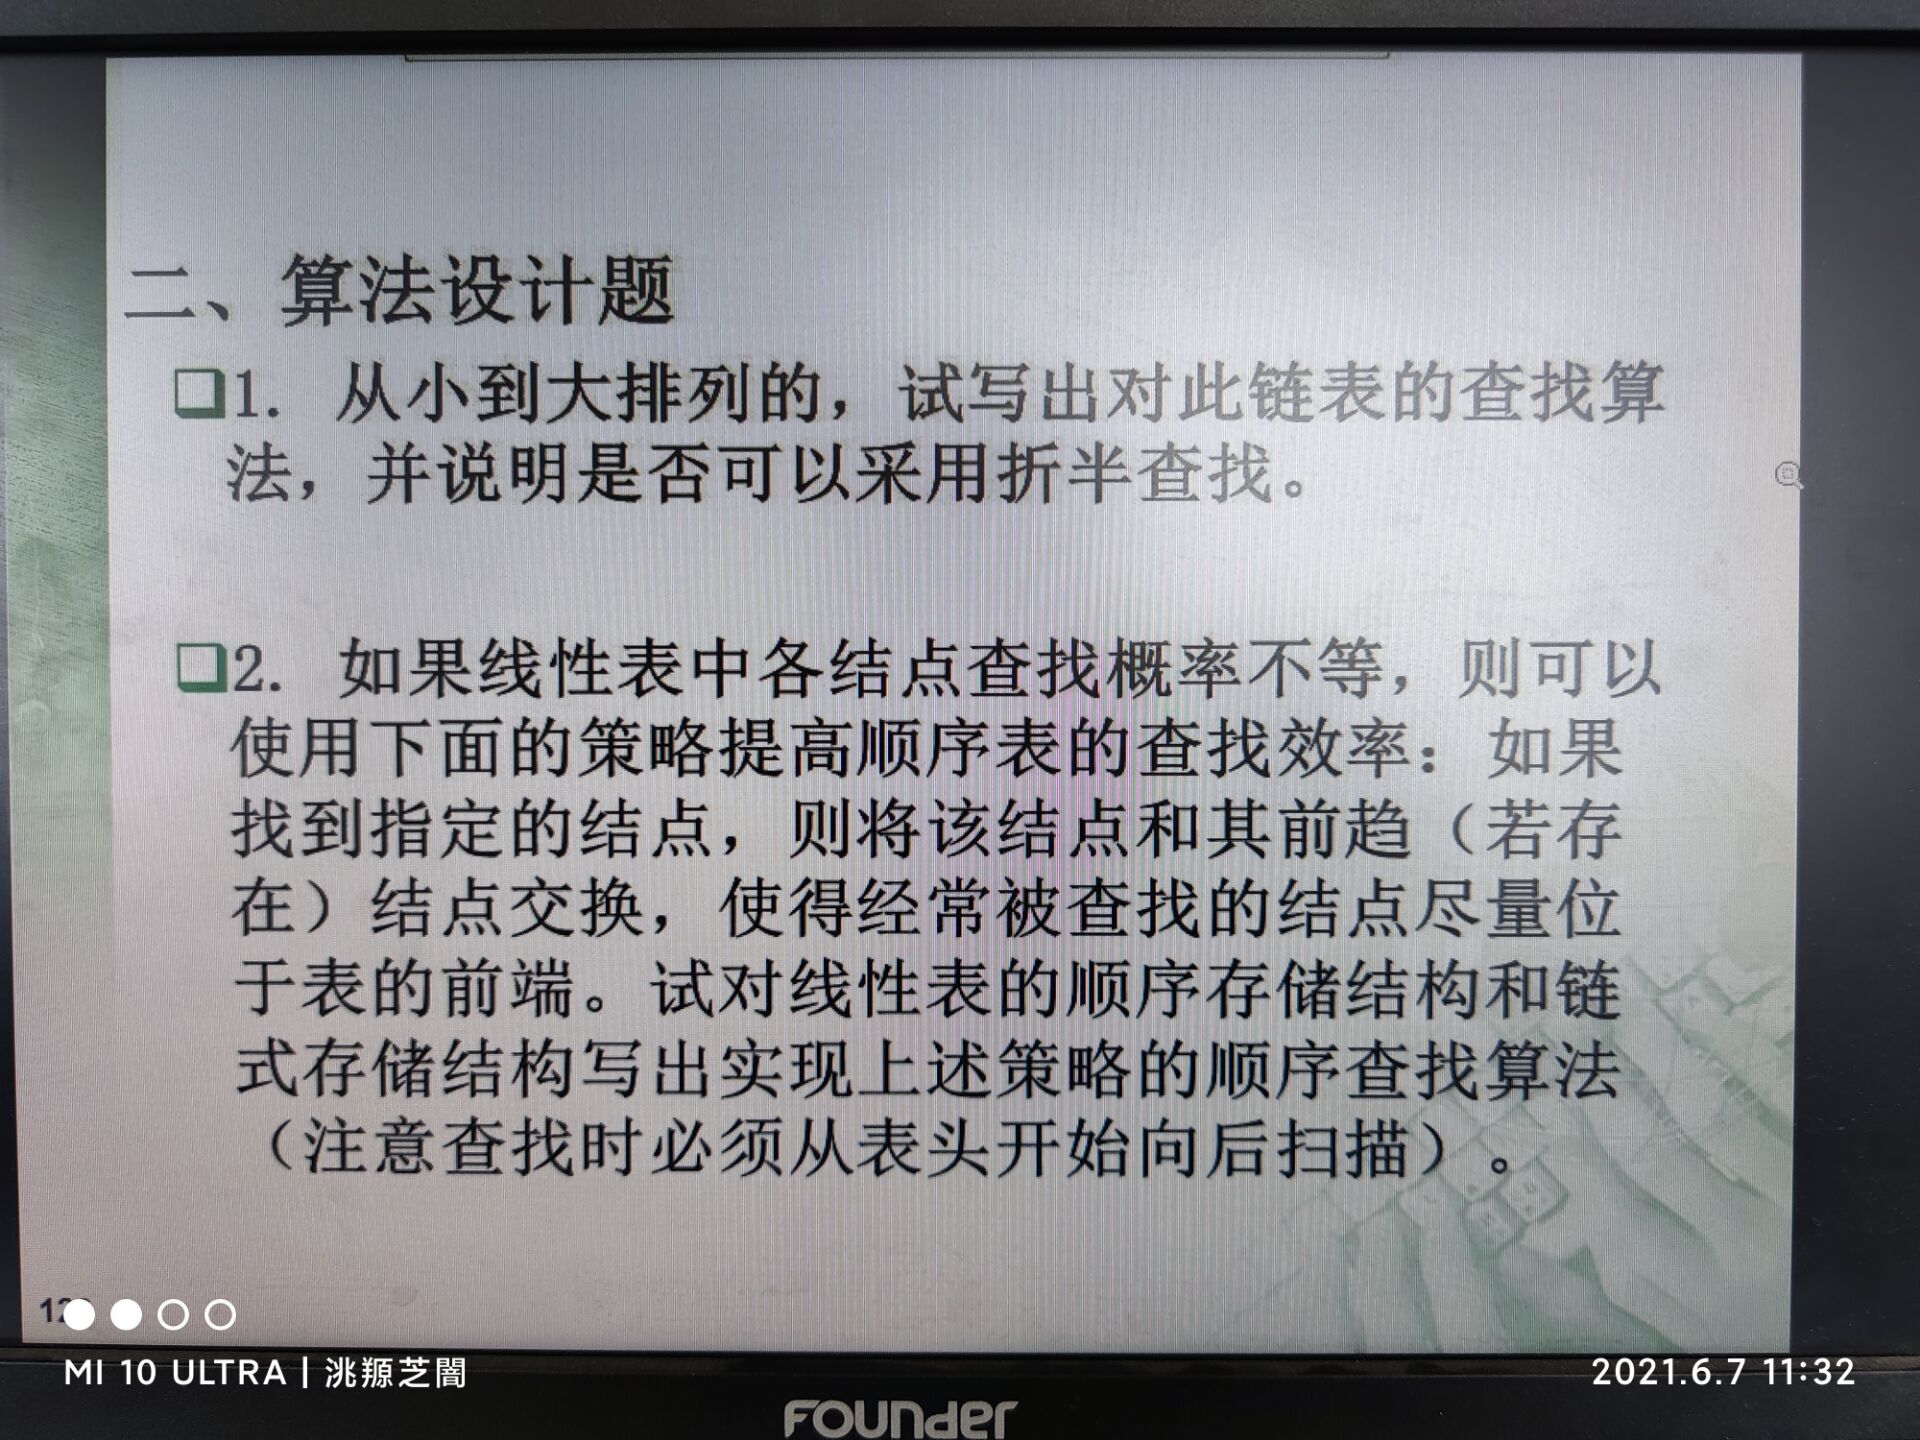 二、算法设计题
1. 从小到大排列的，试写出对此链表的查找算
法，并说明是否可以采用折半查找。
2. 如果线性表中各结点查找概率不等，则可以
使用下面的策略提高顺序表的查找效率：如果
找到指定的结点，则将该结点和其前趋（若存
在）结点交换，使得经常被查找的结点尽量位
于表的前端。试对线性表的顺序存储结构和链
式存储结构写出实现上述策略的顺序查找算法
（注意查找时必须从表头开始向后扫描）。
MI 10 ULTRA | 洮羱芝闇
2021.6.7 11:32
FOUNDER